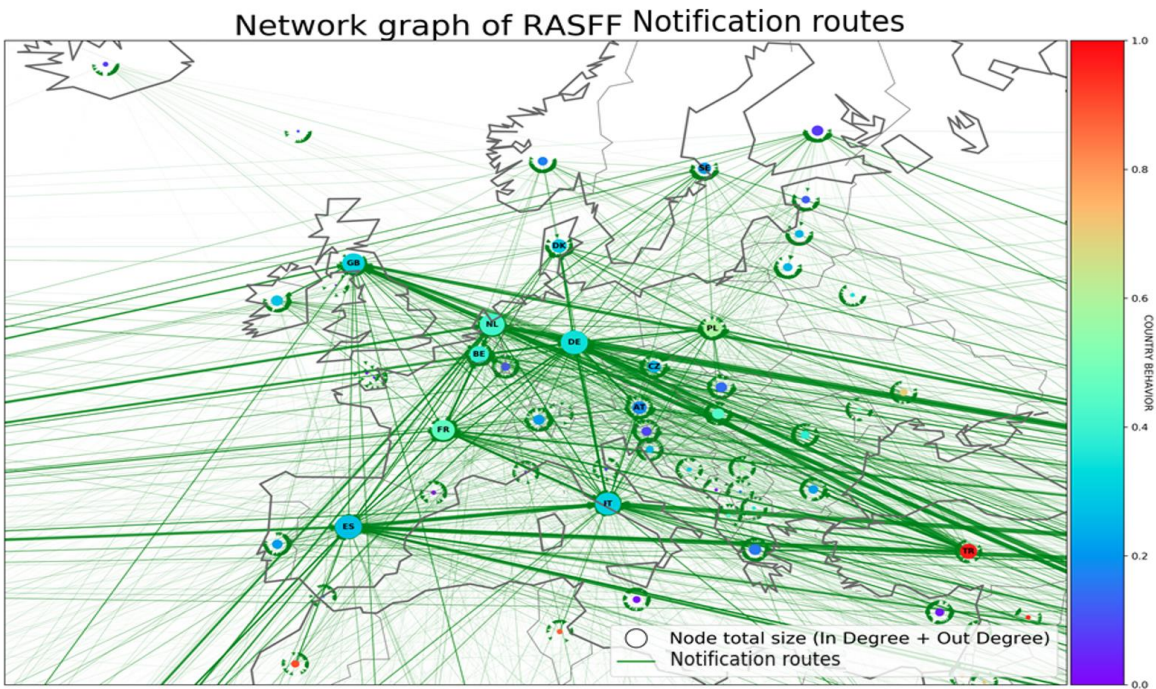 Network graph of RASFF Notification routes
1.0
0.8
0.6
0.4
0.2
0.0
COUNTRY BEHAVIOR
SE
DK
GB
NL
PL
DE
BE
CZ
AT
FR
IT
ES
TR
Node total size (In Degree + Out Degree)
Notification routes